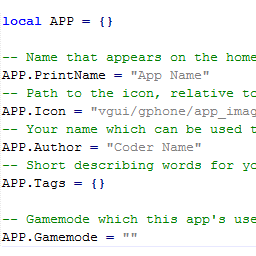 local APP = {}

-- Name that appears on the home
APP.PrintName = "App Name"
-- Path to the icon, relative to
APP.Icon = "vgui/gphone/app_imag
-- Your name which can be used t
APP.Author = "Coder Name"
-- Short describing words for yo
APP.Tags = {}

-- Gamemode which this app's use
APP.Gamemode = ""